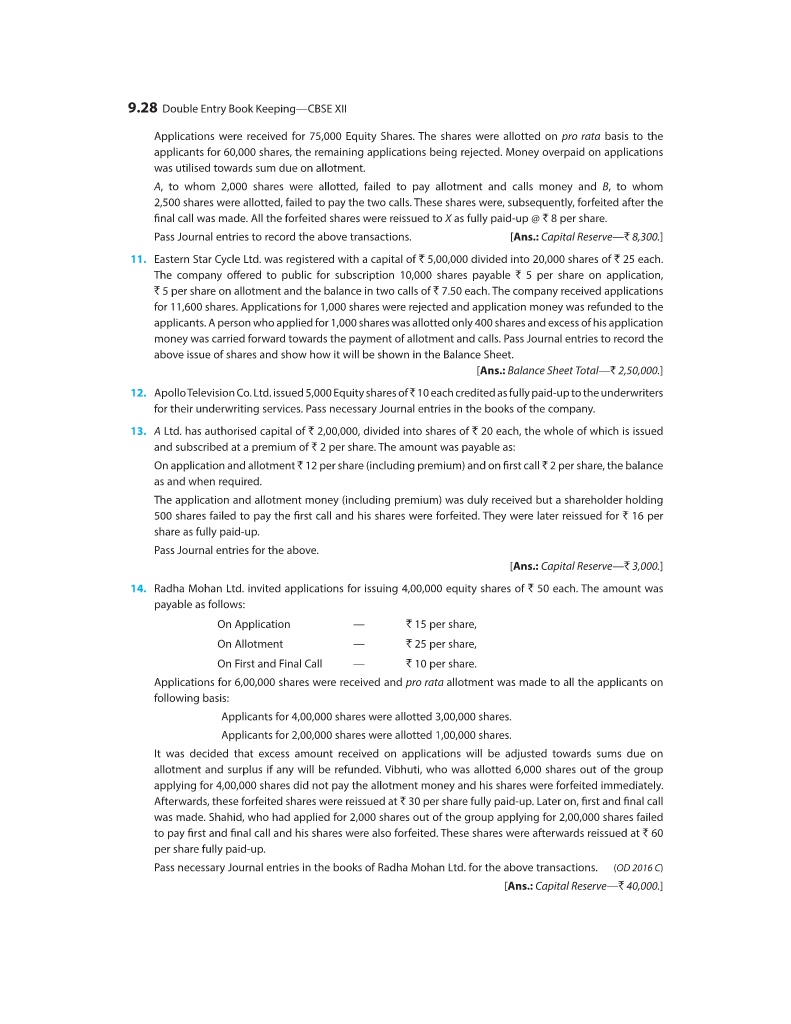 9.28 Double Entry Book Keeping—CBSE XII
Applications were received for 75,000 Equity Shares. The shares were allotted on pro rata basis to the
applicants for 60,000 shares, the remaining applications being rejected. Money overpaid on applications
was utilised towards sum due on allotment.
A, to whom 2,000 shares were allotted, failed to pay allotment and calls money and B, to whom
2,500 shares were allotted, failed to pay the two calls. These shares were, subsequently, forfeited after the
final call was made. All the forfeited shares were reissued to X as fully paid-up @ ₹ 8 per share.
Pass Journal entries to record the above transactions. [Ans.: Capital Reserve—₹ 8,300.]
11. Eastern Star Cycle Ltd. was registered with a capital of ₹ 5,00,000 divided into 20,000 shares of ₹ 25 each.
The company offered to public for subscription 10,000 shares payable ₹ 5 per share on application,
₹ 5 per share on allotment and the balance in two calls of ₹ 7.50 each. The company received applications
for 11,600 shares. Applications for 1,000 shares were rejected and application money was refunded to the
applicants. A person who applied for 1,000 shares was allotted only 400 shares and excess of his application
money was carried forward towards the payment of allotment and calls. Pass Journal entries to record the
above issue of shares and show how it will be shown in the Balance Sheet.
[Ans.: Balance Sheet Total—₹ 2,50,000.]
12. Apollo Television Co. Ltd. issued 5,000 Equity shares of ₹ 10 each credited as fully paid-up to the underwriters
for their underwriting services. Pass necessary Journal entries in the books of the company.
13. A Ltd. has authorised capital of ₹ 2,00,000, divided into shares of ₹ 20 each, the whole of which is issued
and subscribed at a premium of ₹ 2 per share. The amount was payable as:
On application and allotment ₹ 12 per share (including premium) and on first call ₹ 2 per share, the balance
as and when required.
The application and allotment money (including premium) was duly received but a shareholder holding
500 shares failed to pay the first call and his shares were forfeited. They were later reissued for ₹ 16 per
share as fully paid-up.
Pass Journal entries for the above.
[Ans.: Capital Reserve—₹ 3,000.]
14. Radha Mohan Ltd. invited applications for issuing 4,00,000 equity shares of ₹ 50 each. The amount was
payable as follows:
On Application — ₹ 15 per share,
On Allotment — ₹ 25 per share,
On First and Final Call — ₹ 10 per share.
Applications for 6,00,000 shares were received and pro rata allotment was made to all the applicants on
following basis:
Applicants for 4,00,000 shares were allotted 3,00,000 shares.
Applicants for 2,00,000 shares were allotted 1,00,000 shares.
It was decided that excess amount received on applications will be adjusted towards sums due on
allotment and surplus if any will be refunded. Vibhuti, who was allotted 6,000 shares out of the group
applying for 4,00,000 shares did not pay the allotment money and his shares were forfeited immediately.
Afterwards, these forfeited shares were reissued at ₹ 30 per share fully paid-up. Later on, first and final call
was made. Shahid, who had applied for 2,000 shares out of the group applying for 2,00,000 shares failed
to pay first and final call and his shares were also forfeited. These shares were afterwards reissued at ₹ 60
per share fully paid-up.
Pass necessary Journal entries in the books of Radha Mohan Ltd. for the above transactions. (OD 2016 C)
[Ans.: Capital Reserve—₹ 40,000.]